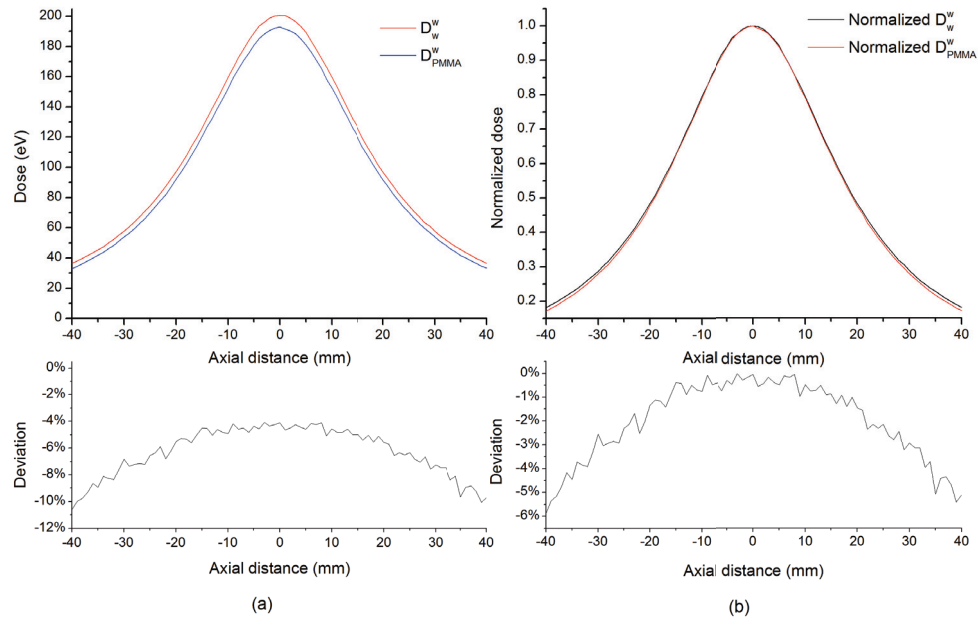 D^w_w
D^w_PMMA
200
180
160
140
120
100
80
60
40
20
0
Dose (eV)
-40 -30 -20 -10 0 10 20 30 40
Axial distance (mm)
0%
-2%
-4%
-6%
-8%
-10%
-12%
Deviation
-40 -30 -20 -10 0 10 20 30 40
Axial distance (mm)
(a)
Normalized D^w_w
Normalized D^w_PMMA
1.0
0.9
0.8
0.7
0.6
0.5
0.4
0.3
0.2
Normalized dose
-40 -30 -20 -10 0 10 20 30 40
Axial distance (mm)
0%
-1%
-2%
-3%
-4%
-5%
-6%
Deviation
-40 -30 -20 -10 0 10 20 30 40
Axial distance (mm)
(b)